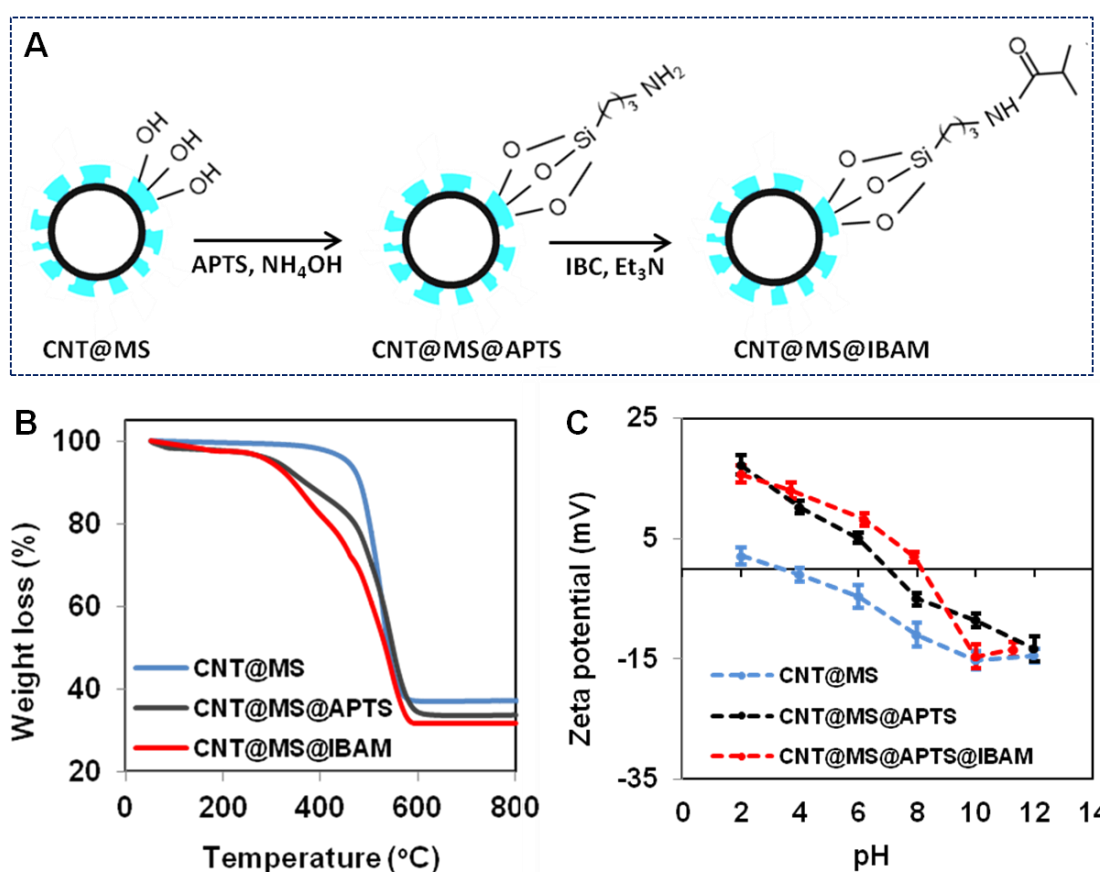 A
OH
OH
OH
APTS, NH4OH
CNT@MS
O
O
O
Si
( )3
NH2
IBC, Et3N
CNT@MS@APTS
O
O
O
Si
( )3
NH
O
CNT@MS@IBAM
B
Weight loss (%)
100
80
60
40
20
0
200
400
600
800
Temperature (oC)
CNT@MS
CNT@MS@APTS
CNT@MS@IBAM
C
Zeta potential (mV)
25
5
-15
-35
0
2
4
6
8
10
12
14
pH
CNT@MS
CNT@MS@APTS
CNT@MS@APTS@IBAM